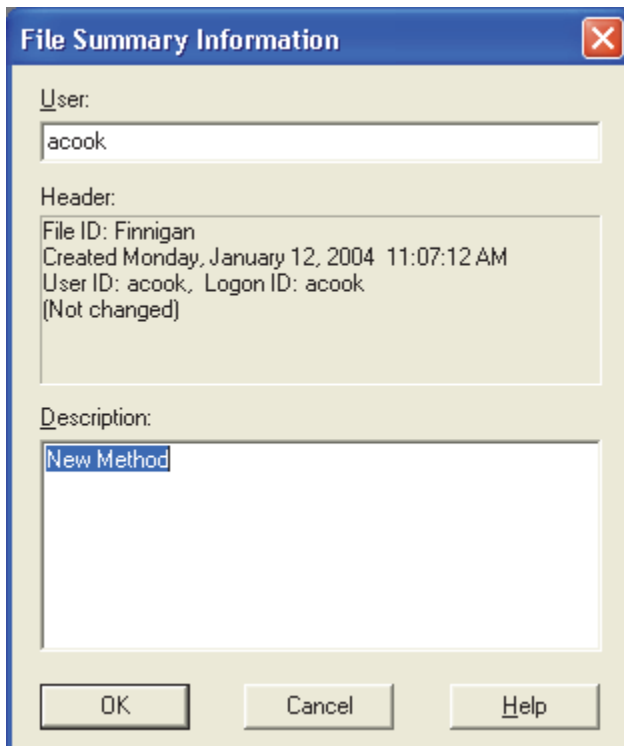 File Summary Information
User:
acook
Header:
File ID: Finnigan
Created Monday, January 12, 2004  11:07:12 AM
User ID: acook,  Logon ID: acook
(Not changed)
Description:
New Method
OK Cancel Help